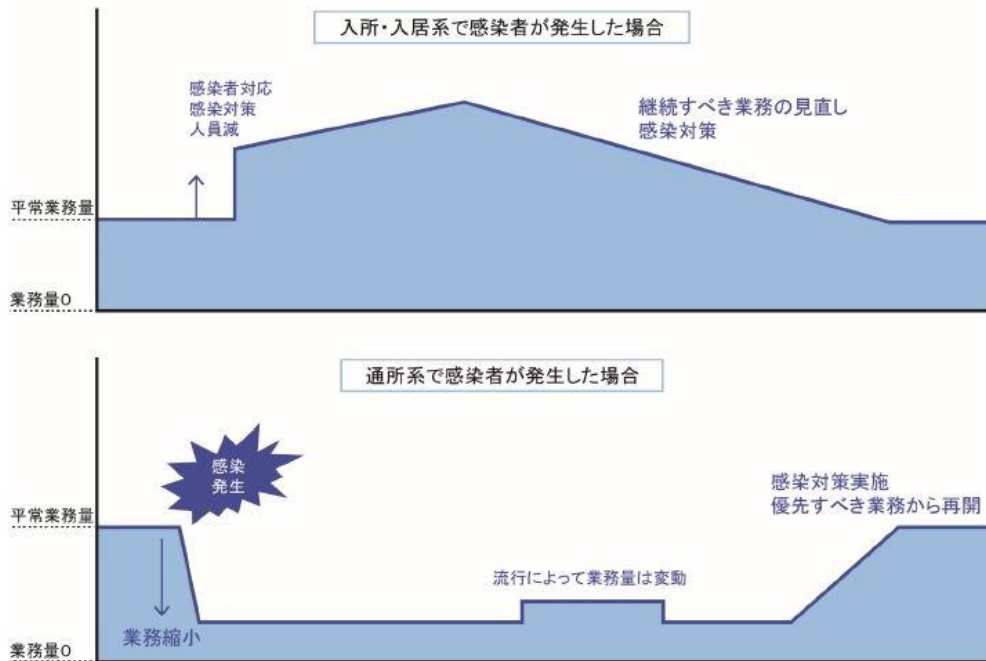 入所・入居系で感染者が発生した場合
感染者対応
感染対策
人員減
継続すべき業務の見直し
感染対策
平常業務量
業務量0
通所系で感染者が発生した場合
感染
発生
感染対策実施
優先すべき業務から再開
平常業務量
流行によって業務量は変動
業務縮小
業務量0